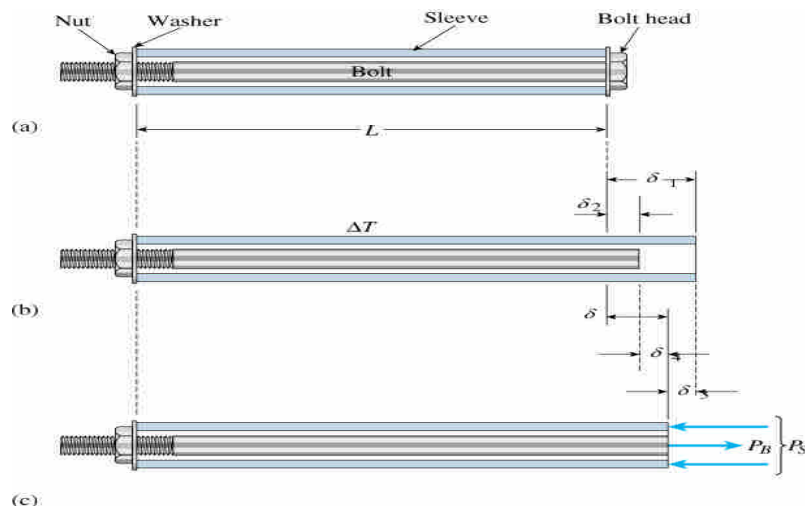 Nut
Washer
Sleeve
Bolt head
Bolt
(a)
L
δ1
δ2
ΔT
(b)
δ
δ4
δ3
PB
PS
(c)